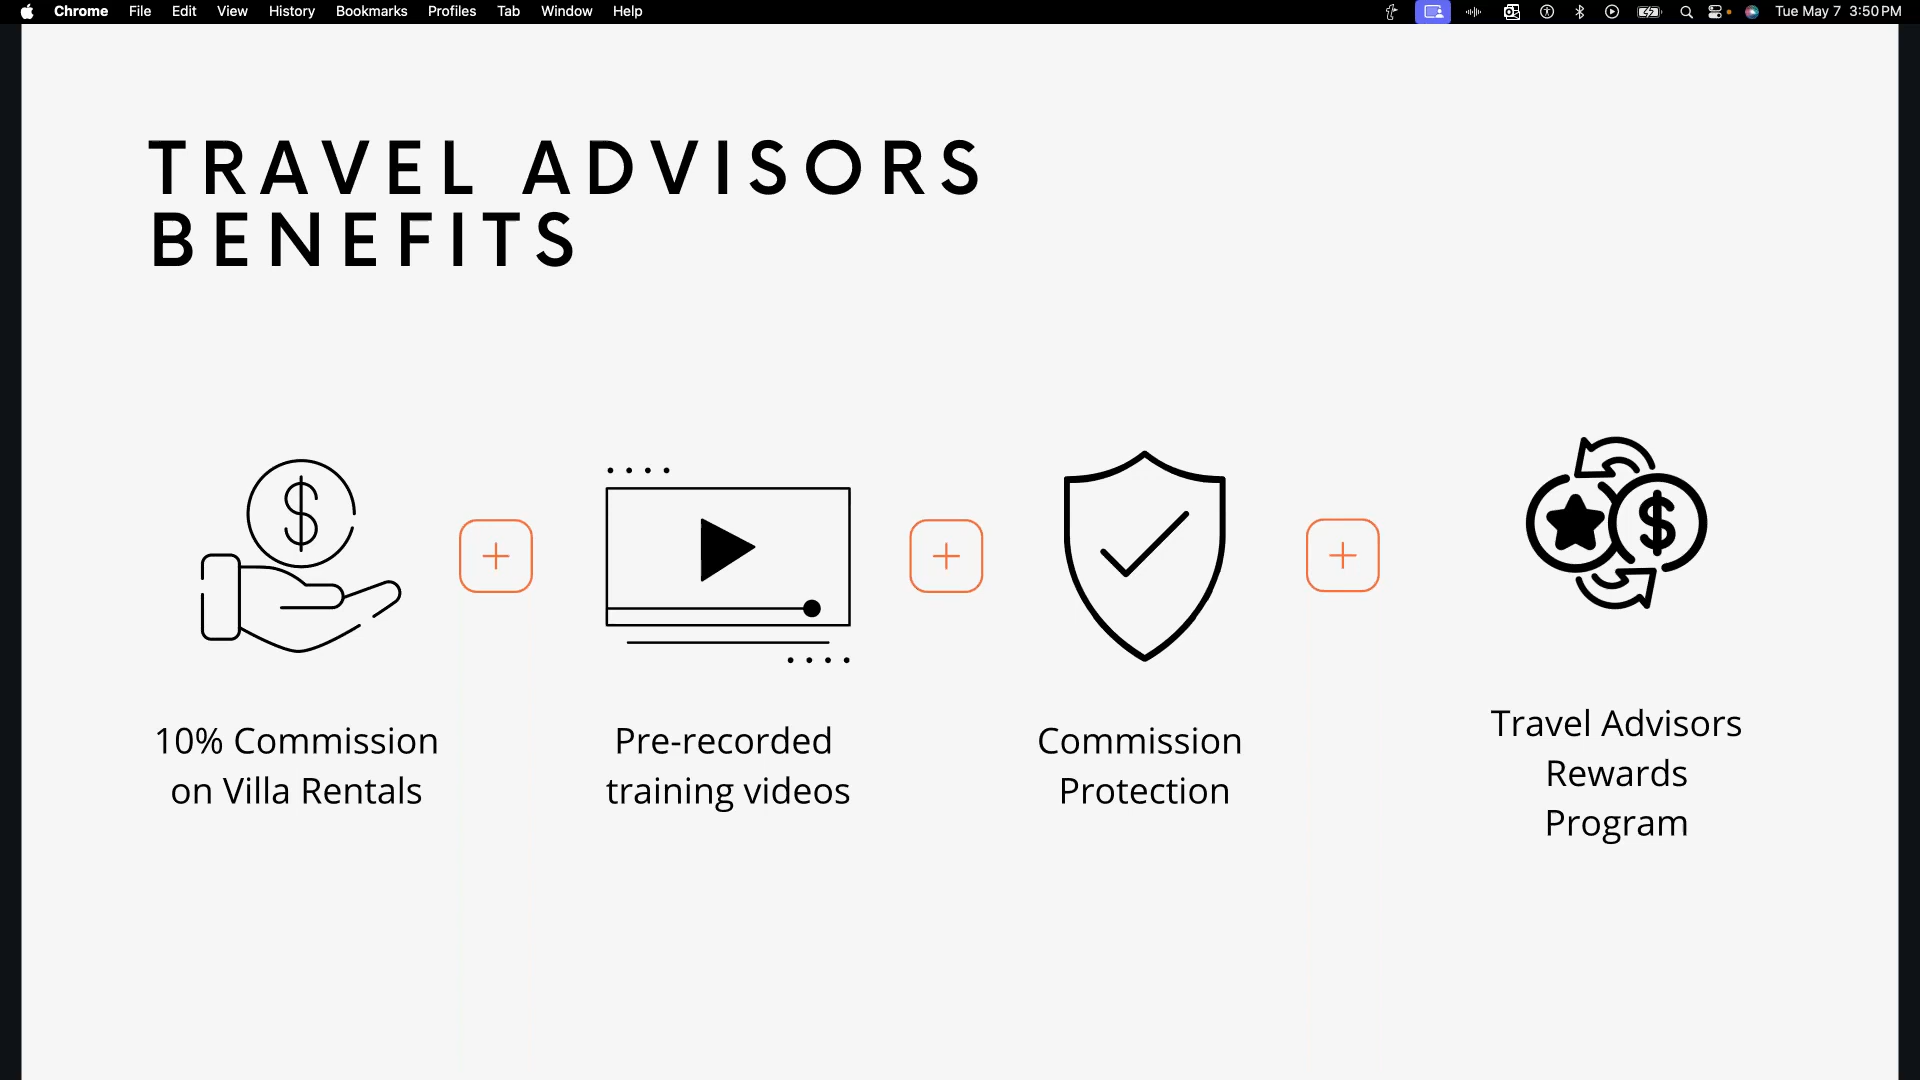 Chrome File Edit View History Bookmarks Profiles Tab Window Help Tue May 7 3:50 PM
TRAVEL ADVISORS
BENEFITS
10% Commission
on Villa Rentals
Pre-recorded
training videos
Commission
Protection
Travel Advisors
Rewards
Program